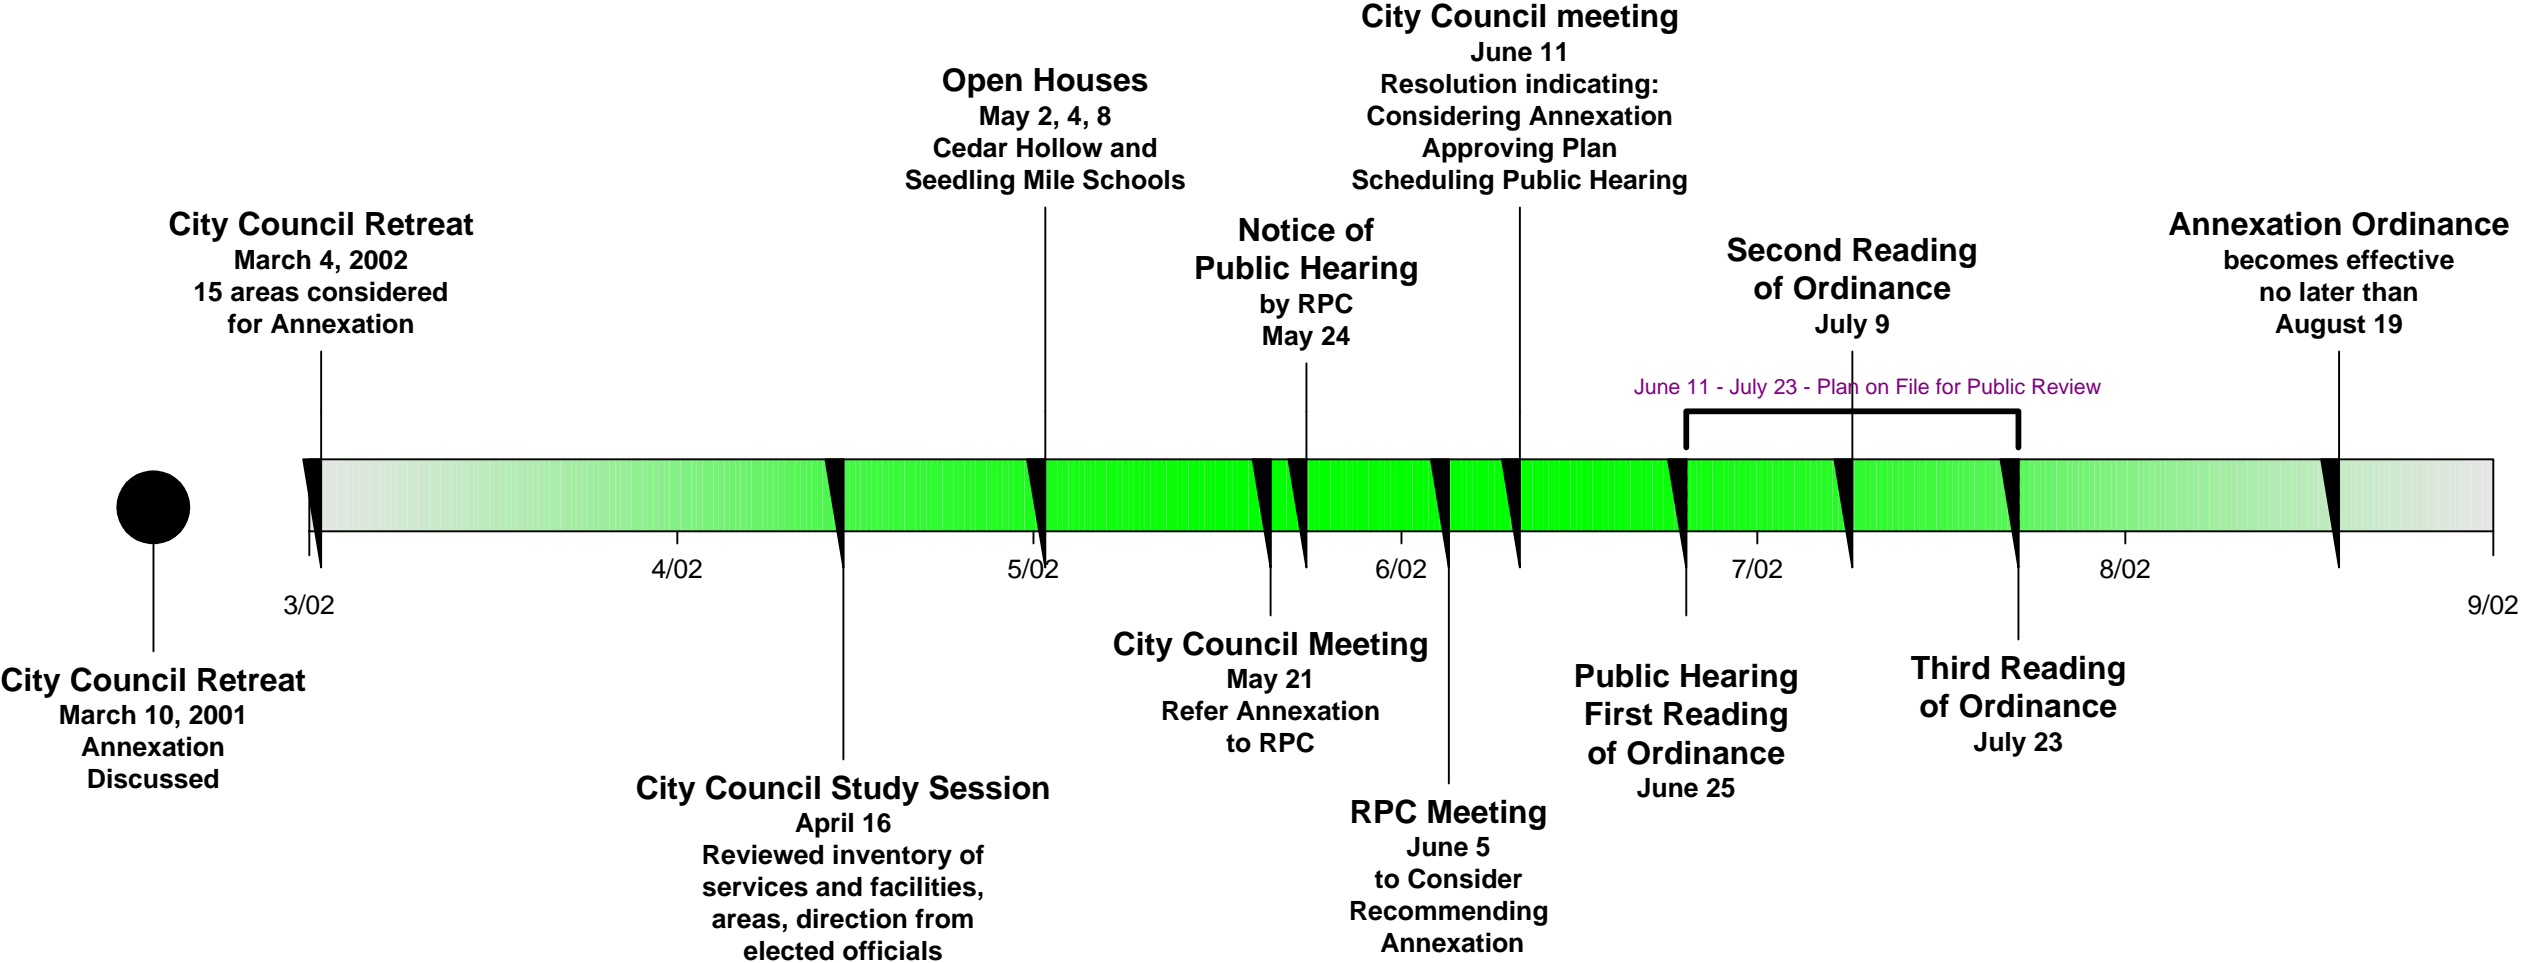 City Council meeting
June 11
Resolution indicating:
Considering Annexation
Approving Plan
Scheduling Public Hearing
Open Houses
May 2, 4, 8
Cedar Hollow and
Seedling Mile Schools
City Council Retreat
March 4, 2002
15 areas considered
for Annexation
Notice of
Public Hearing
by RPC
May 24
Second Reading
of Ordinance
July 9
Annexation Ordinance
becomes effective
no later than
August 19
June 11 - July 23 - Plan on File for Public Review
3/02
4/02
5/02
6/02
7/02
8/02
9/02
City Council Retreat
March 10, 2001
Annexation
Discussed
City Council Study Session
April 16
Reviewed inventory of
services and facilities,
areas, direction from
elected officials
City Council Meeting
May 21
Refer Annexation
to RPC
RPC Meeting
June 5
to Consider
Recommending
Annexation
Public Hearing
First Reading
of Ordinance
June 25
Third Reading
of Ordinance
July 23